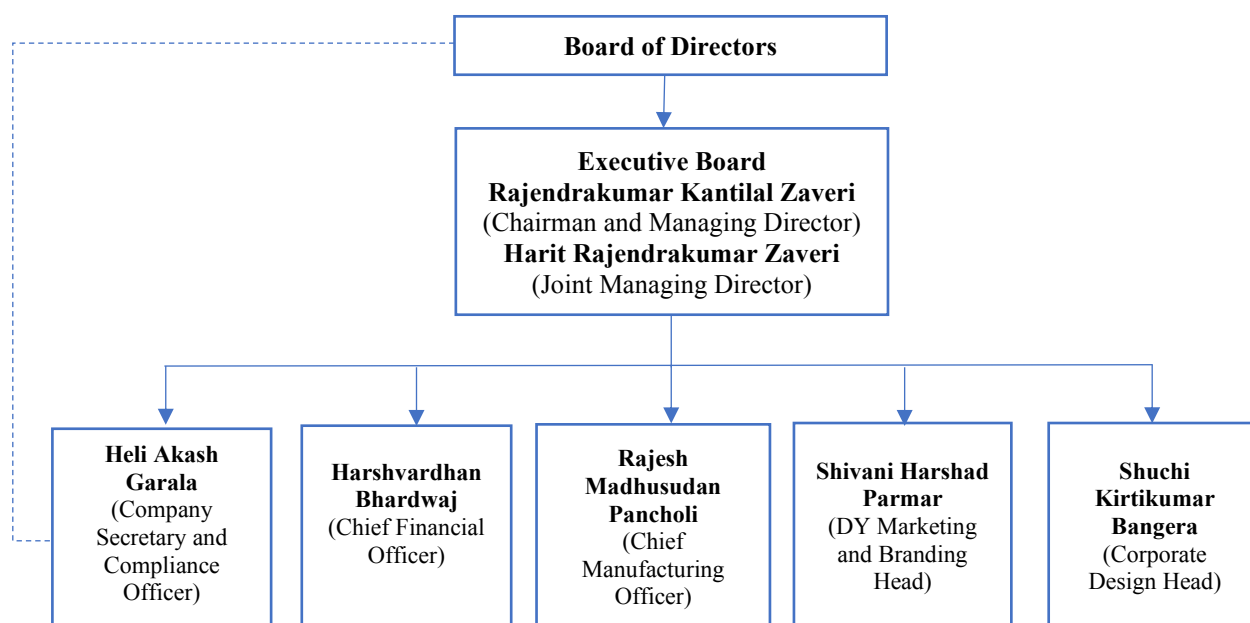 Board of Directors
Executive Board
Rajendrakumar Kantilal Zaveri
(Chairman and Managing Director)
Harit Rajendrakumar Zaveri
(Joint Managing Director)
Heli Akash
Garala
(Company
Secretary and
Compliance
Officer)
Harshvardhan
Bhardwaj
(Chief Financial
Officer)
Rajesh
Madhusudan
Pancholi
(Chief
Manufacturing
Officer)
Shivani Harshad
Parmar
(DY Marketing
and Branding
Head)
Shuchi
Kirtikumar
Bangera
(Corporate
Design Head)